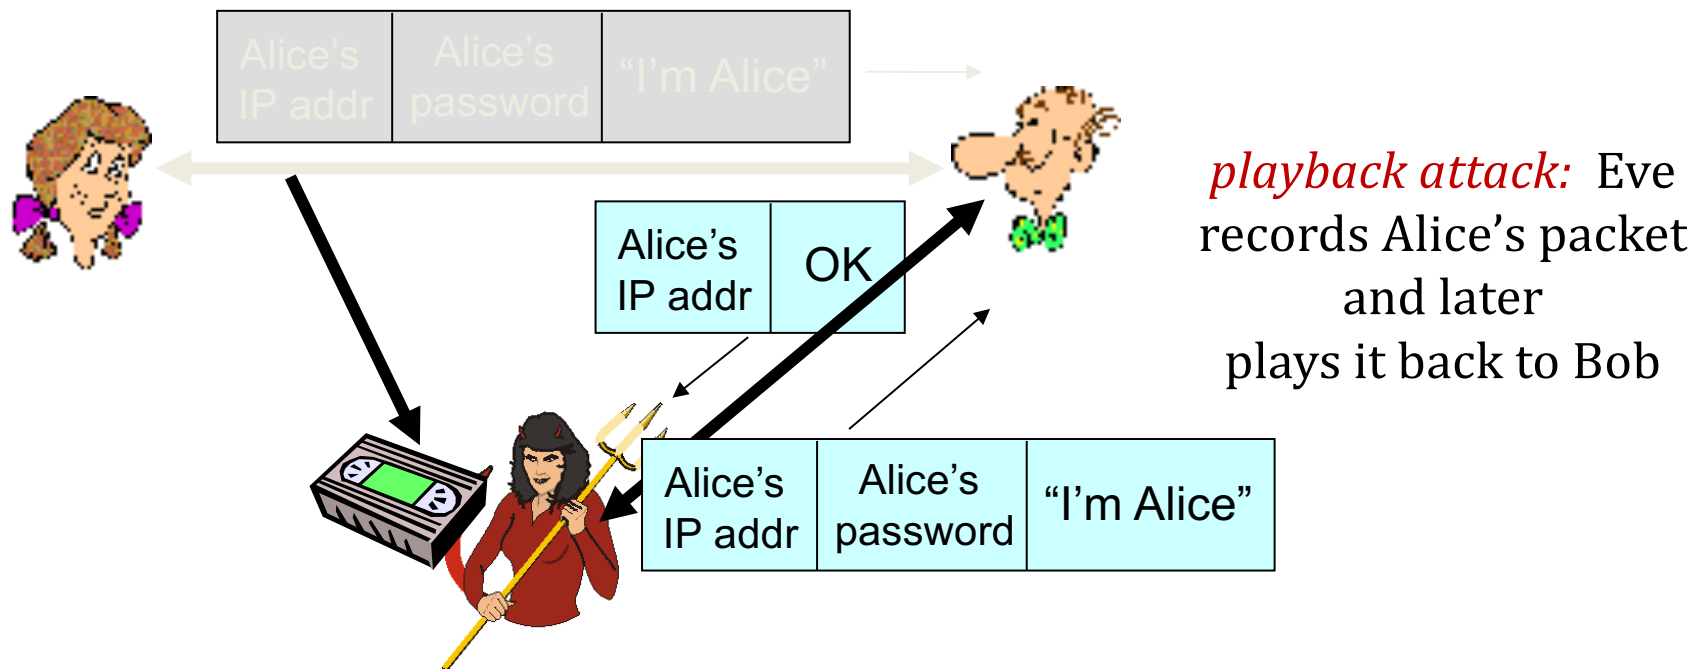 Alice’s
IP addr
Alice’s
password
“I’m Alice”
Alice’s
IP addr
OK
playback attack: Eve
records Alice’s packet
and later
plays it back to Bob
Alice’s
IP addr
Alice’s
password
“I’m Alice”